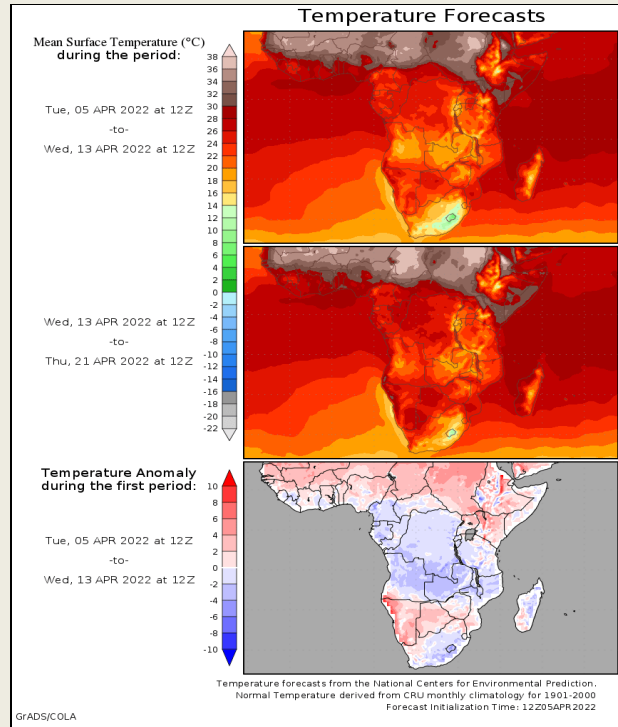 Temperature Forecasts
Mean Surface Temperature (°C)
during the period:
38
36
34
32
30
28
26
24
22
20
18
16
14
12
10
8
6
4
2
0
-2
-4
-6
-8
-10
-12
-14
-16
-18
-20
-22
Tue, 05 APR 2022 at 12Z
-to-
Wed, 13 APR 2022 at 12Z
Wed, 13 APR 2022 at 12Z
-to-
Thu, 21 APR 2022 at 12Z
Temperature Anomaly
during the first period:
10
8
6
4
2
0
-2
-4
-6
-8
-10
Tue, 05 APR 2022 at 12Z
-to-
Wed, 13 APR 2022 at 12Z
Temperature forecasts from the National Centers for Environmental Prediction.
Normal Temperature derived from CRU monthly climatology for 1901-2000
Forecast Initialization Time: 12Z05APR2022
GrADS/COLA